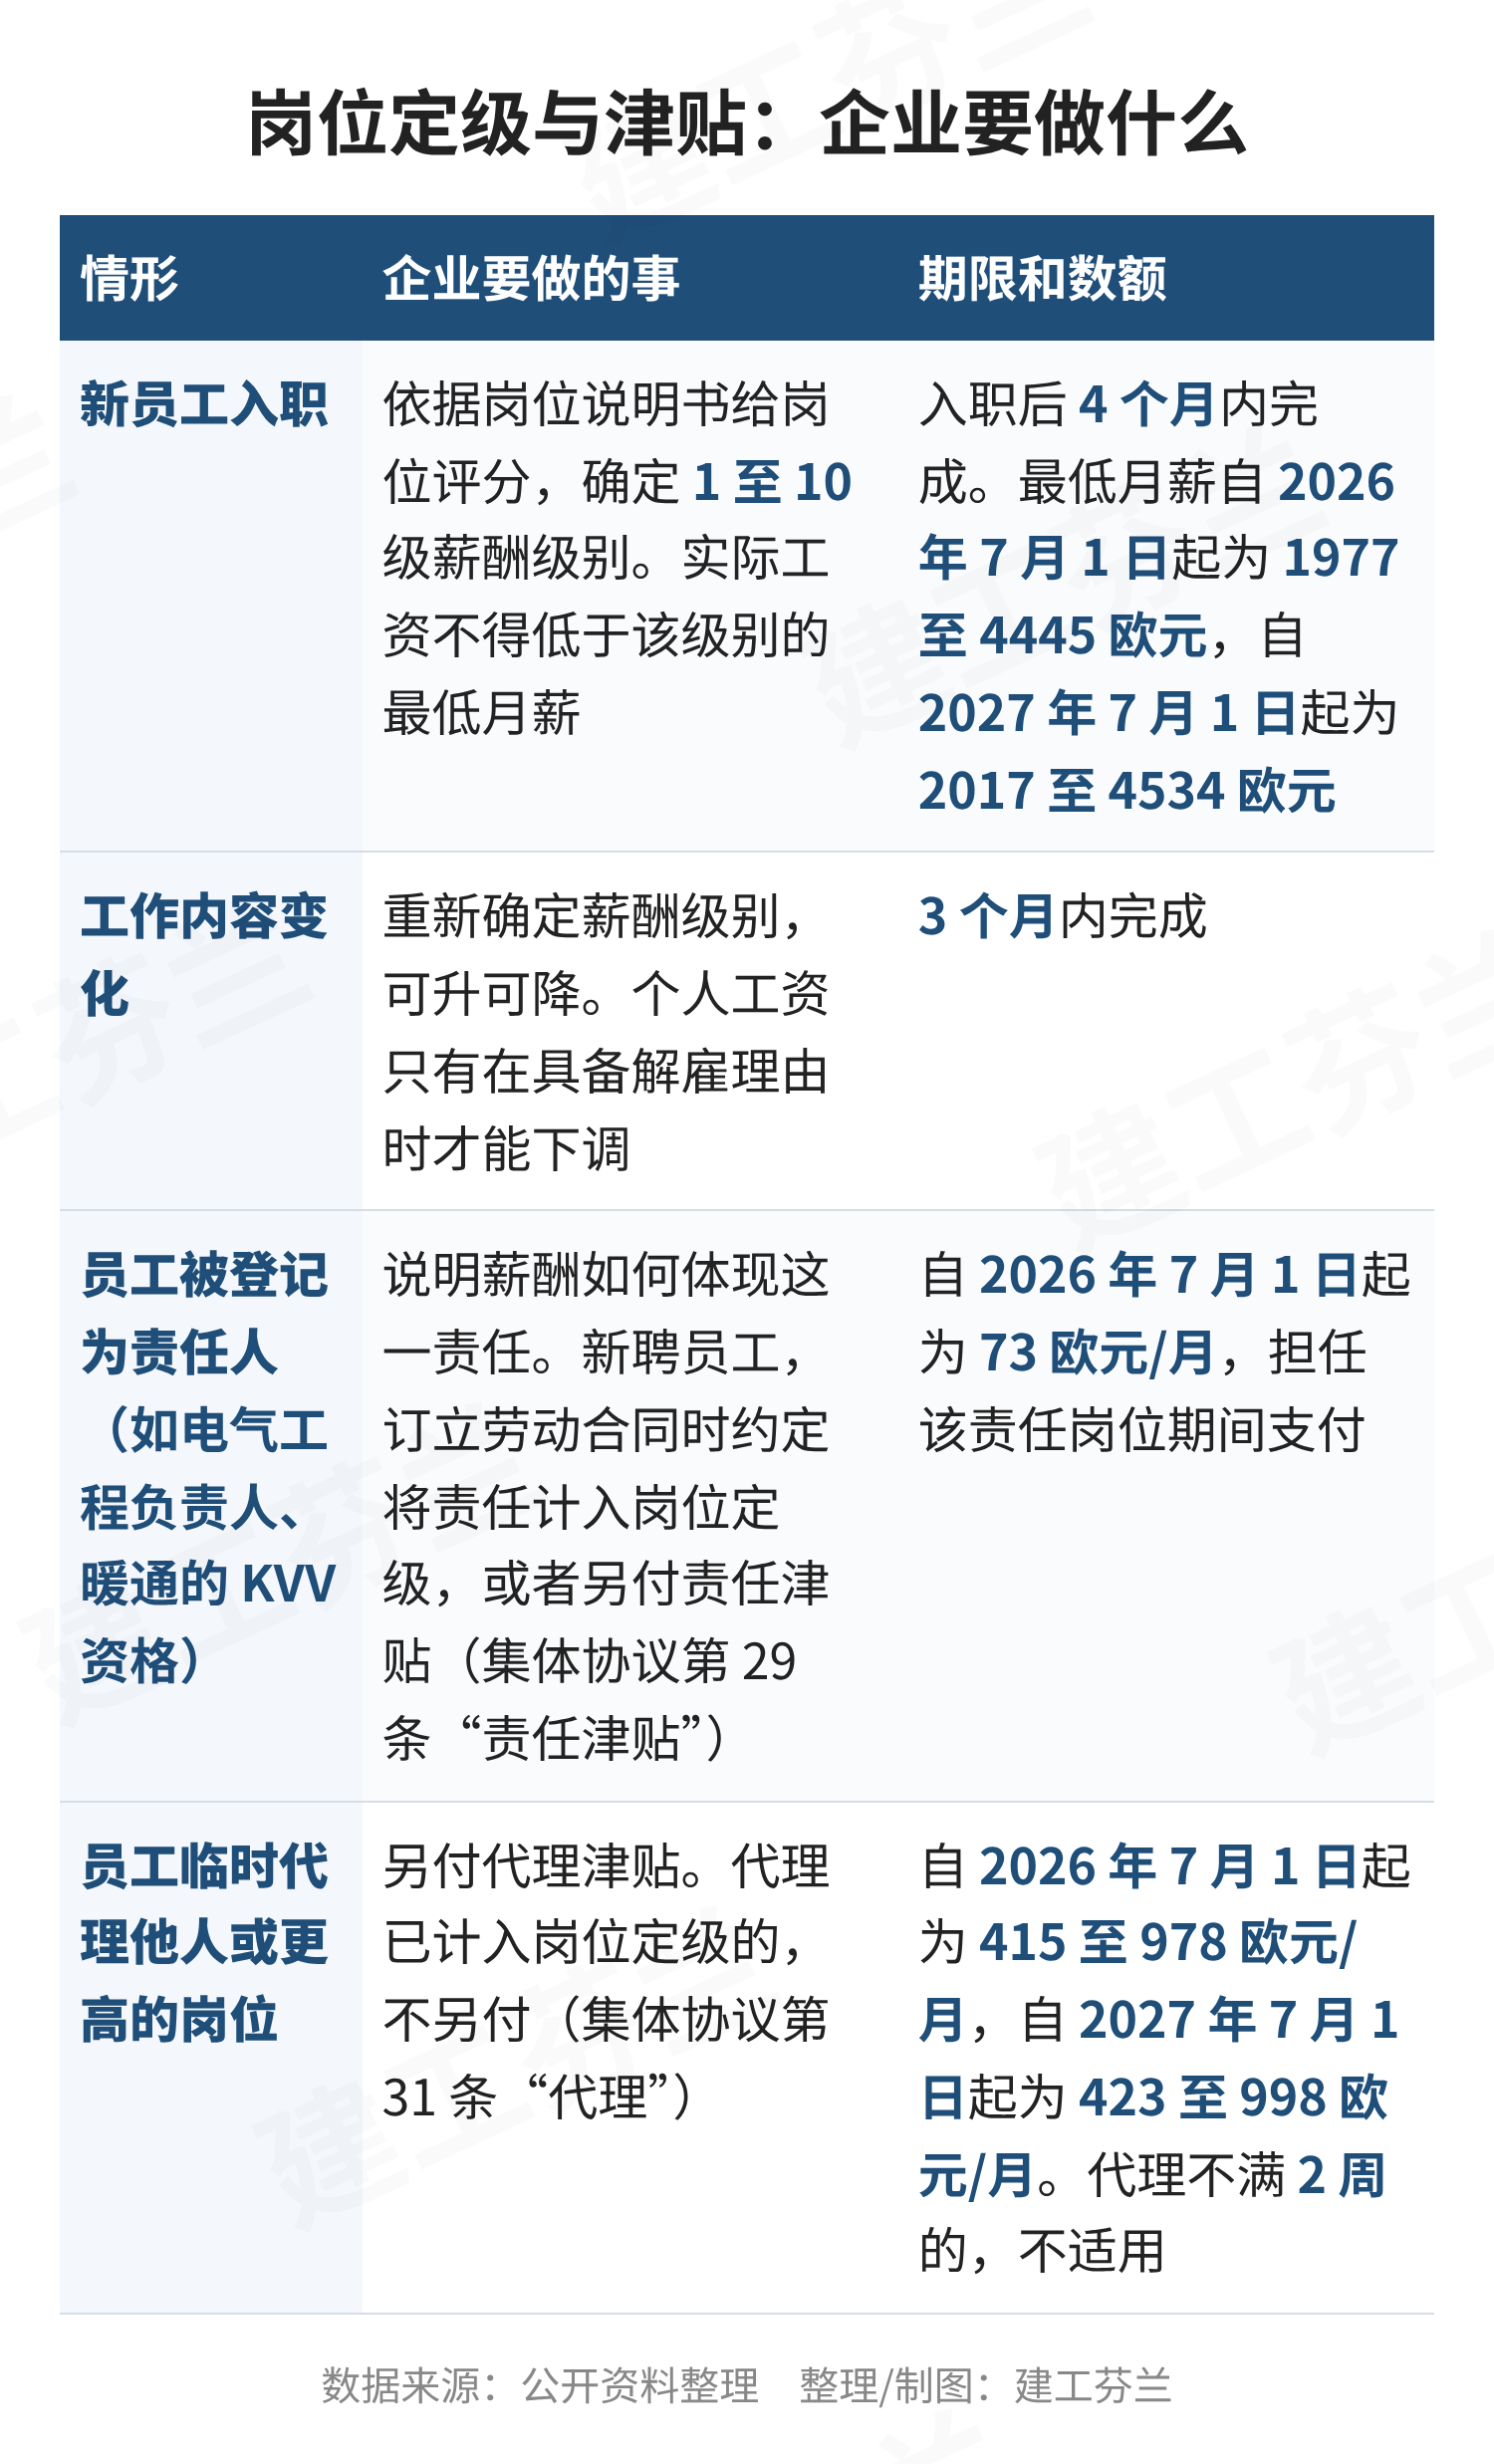 岗位定级与津贴：企业要做什么
情形
企业要做的事
期限和数额
新员工入职
依据岗位说明书给岗
位评分，确定 1 至 10
级薪酬级别。实际工
资不得低于该级别的
最低月薪
入职后 4 个月内完
成。最低月薪自 2026
年 7 月 1 日起为 1977
至 4445 欧元，自
2027 年 7 月 1 日起为
2017 至 4534 欧元
工作内容变
化
重新确定薪酬级别，
可升可降。个人工资
只有在具备解雇理由
时才能下调
3 个月内完成
员工被登记
为责任人
（如电气工
程负责人、
暖通的 KVV
资格）
说明薪酬如何体现这
一责任。新聘员工，
订立劳动合同时约定
将责任计入岗位定
级，或者另付责任津
贴（集体协议第 29
条“责任津贴”）
自 2026 年 7 月 1 日起
为 73 欧元/月，担任
该责任岗位期间支付
员工临时代
理他人或更
高的岗位
另付代理津贴。代理
已计入岗位定级的，
不另付（集体协议第
31 条“代理”）
自 2026 年 7 月 1 日起
为 415 至 978 欧元/
月，自 2027 年 7 月 1
日起为 423 至 998 欧
元/月。代理不满 2 周
的，不适用
数据来源：公开资料整理 整理/制图：建工芬兰
建工芬兰